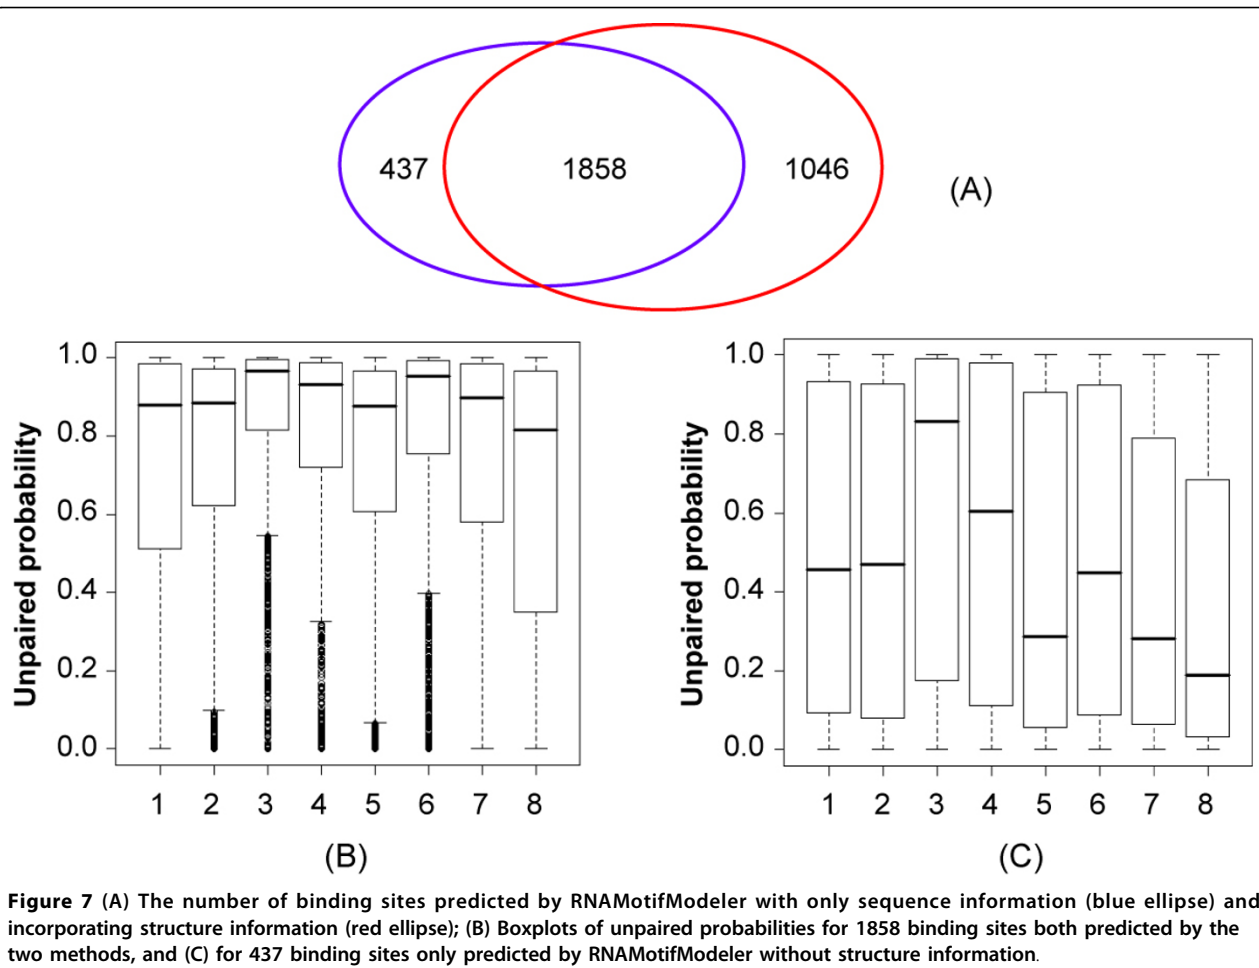 437 1858 1046 (A)
1.0 1.0
0.8 0.8
0.6 0.6
0.4 0.4
0.2 0.2
0.0 0.0
Unpaired probability Unpaired probability
1 2 3 4 5 6 7 8 1 2 3 4 5 6 7 8
(B) (C)
Figure 7 (A) The number of binding sites predicted by RNAMotifModeler with only sequence information (blue ellipse) and
incorporating structure information (red ellipse); (B) Boxplots of unpaired probabilities for 1858 binding sites both predicted by the
two methods, and (C) for 437 binding sites only predicted by RNAMotifModeler without structure information.